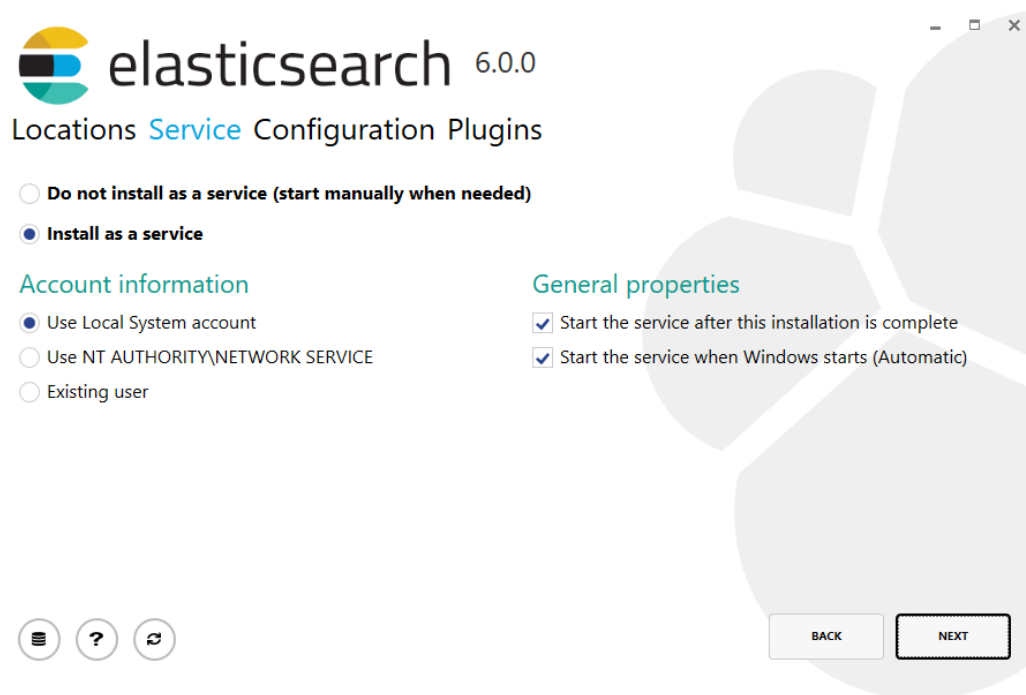 elasticsearch 6.0.0
Locations Service Configuration Plugins
Do not install as a service (start manually when needed)
Install as a service
Account information
Use Local System account
Use NT AUTHORITY\NETWORK SERVICE
Existing user
General properties
Start the service after this installation is complete
Start the service when Windows starts (Automatic)
?
BACK
NEXT